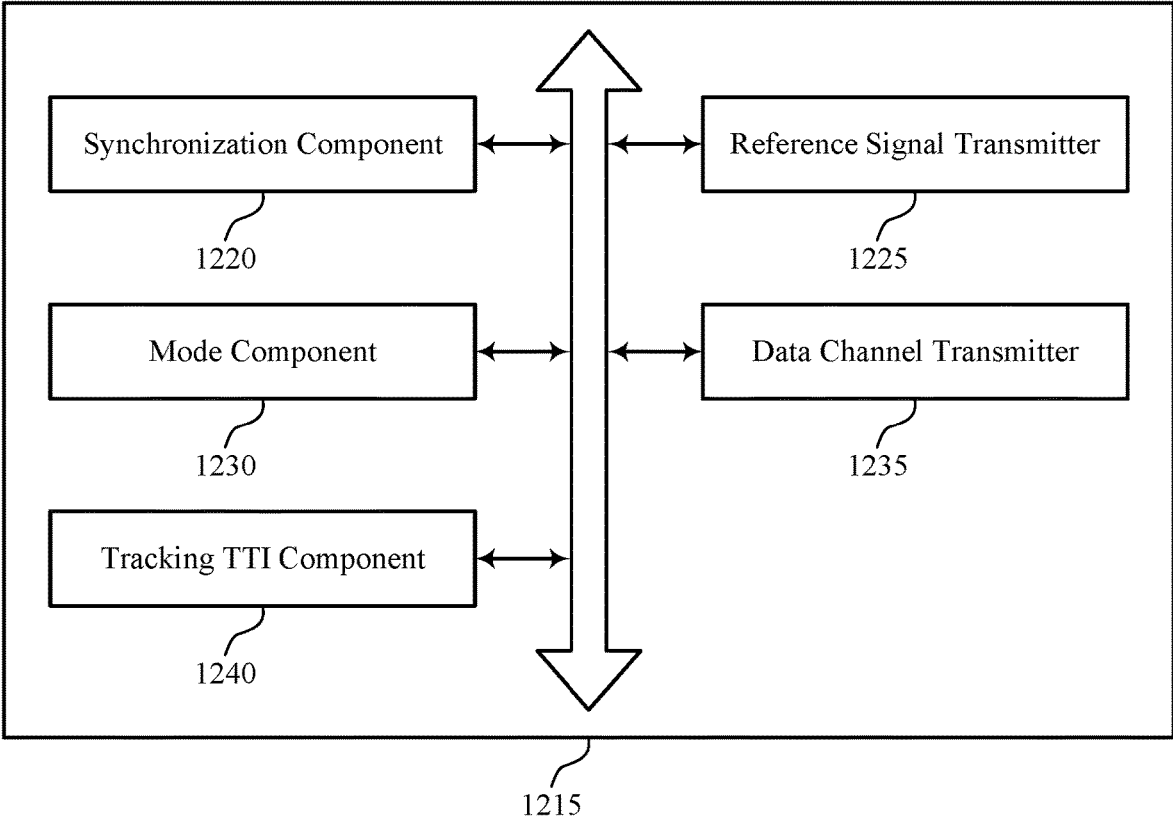 Synchronization Component
Reference Signal Transmitter
1220
1225
Mode Component
Data Channel Transmitter
1230
1235
Tracking TTI Component
1240
1215